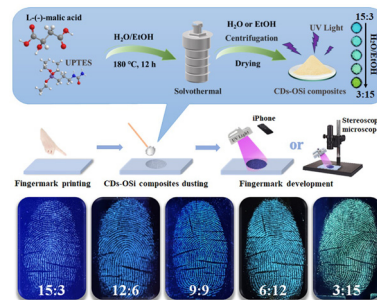 L-(-)-malic acid
UPTES
H₂O/EtOH
180 °C, 12 h
Solvothermal
H₂O or EtOH
Centrifugation
Drying
UV Light
CDs-OSi composites
15:3
H₂O/EtOH
3:15
Fingermark printing
CDs-OSi composites dusting
iPhone
Fingermark development
or
Stereoscopic
microscope
15:3
12:6
9:9
6:12
3:15